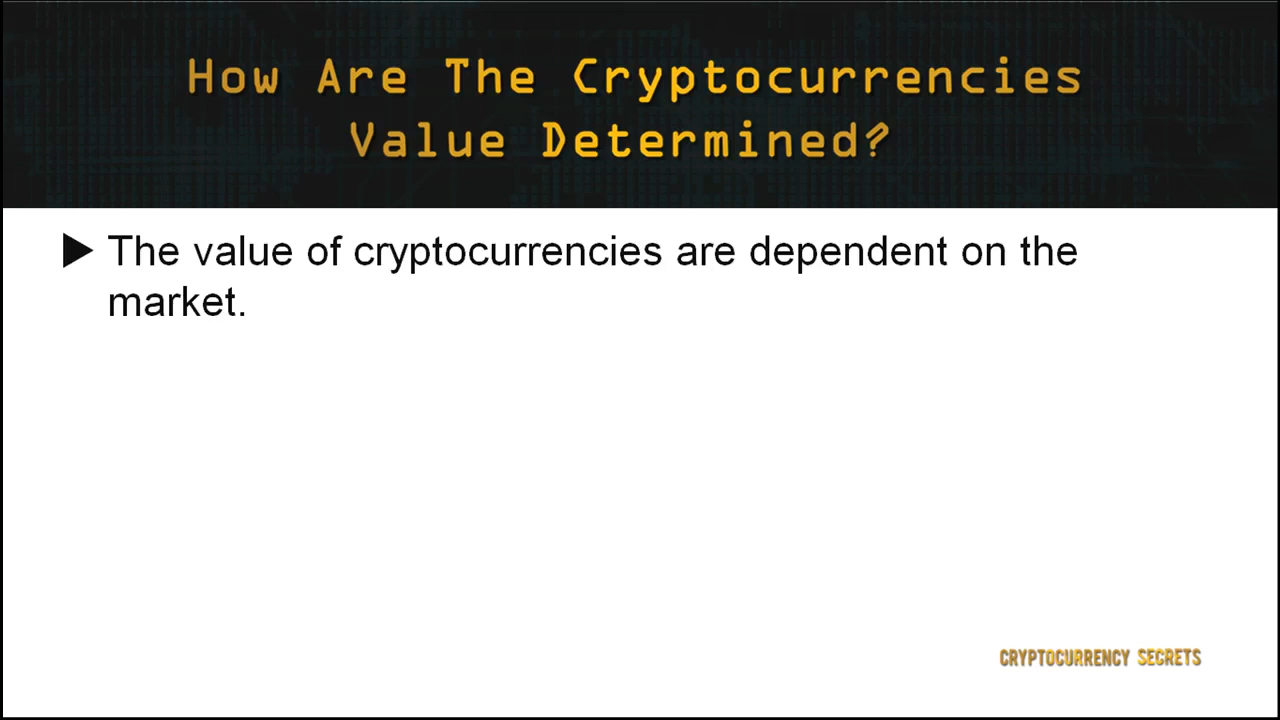 How Are The Cryptocurrencies
Value Determined?
The value of cryptocurrencies are dependent on the
market.
CRYPTOCURRENCY SECRETS